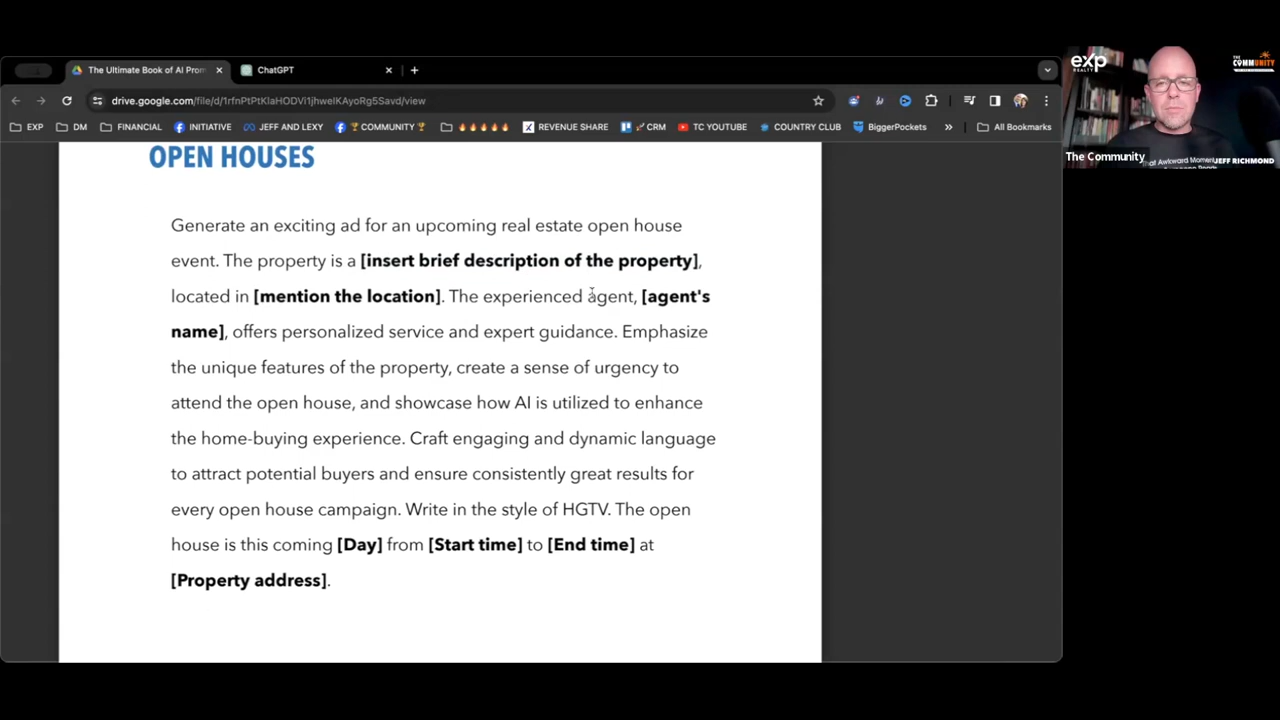 The Ultimate Book of AI Prom
ChatGPT
drive.google.com/file/d/1rfnPtPtKlaHODVi1jhwelKAyoRg5Savd/view
EXP
DM
FINANCIAL
INITIATIVE
JEFF AND LEXY
COMMUNITY
REVENUE SHARE
CRM
TC YOUTUBE
COUNTRY CLUB
BiggerPockets
All Bookmarks
OPEN HOUSES
Generate an exciting ad for an upcoming real estate open house
event. The property is a [insert brief description of the property],
located in [mention the location]. The experienced agent, [agent's
name], offers personalized service and expert guidance. Emphasize
the unique features of the property, create a sense of urgency to
attend the open house, and showcase how AI is utilized to enhance
the home-buying experience. Craft engaging and dynamic language
to attract potential buyers and ensure consistently great results for
every open house campaign. Write in the style of HGTV. The open
house is this coming [Day] from [Start time] to [End time] at
[Property address].
exp
REALTY
THE
COMMUNITY
The Community
JEFF RICHMOND
That Awkward Momen